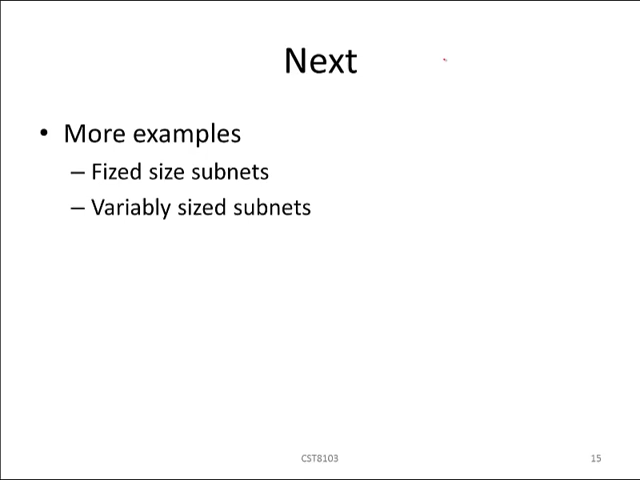 Next
• More examples
– Fized size subnets
– Variably sized subnets
CST8103
15